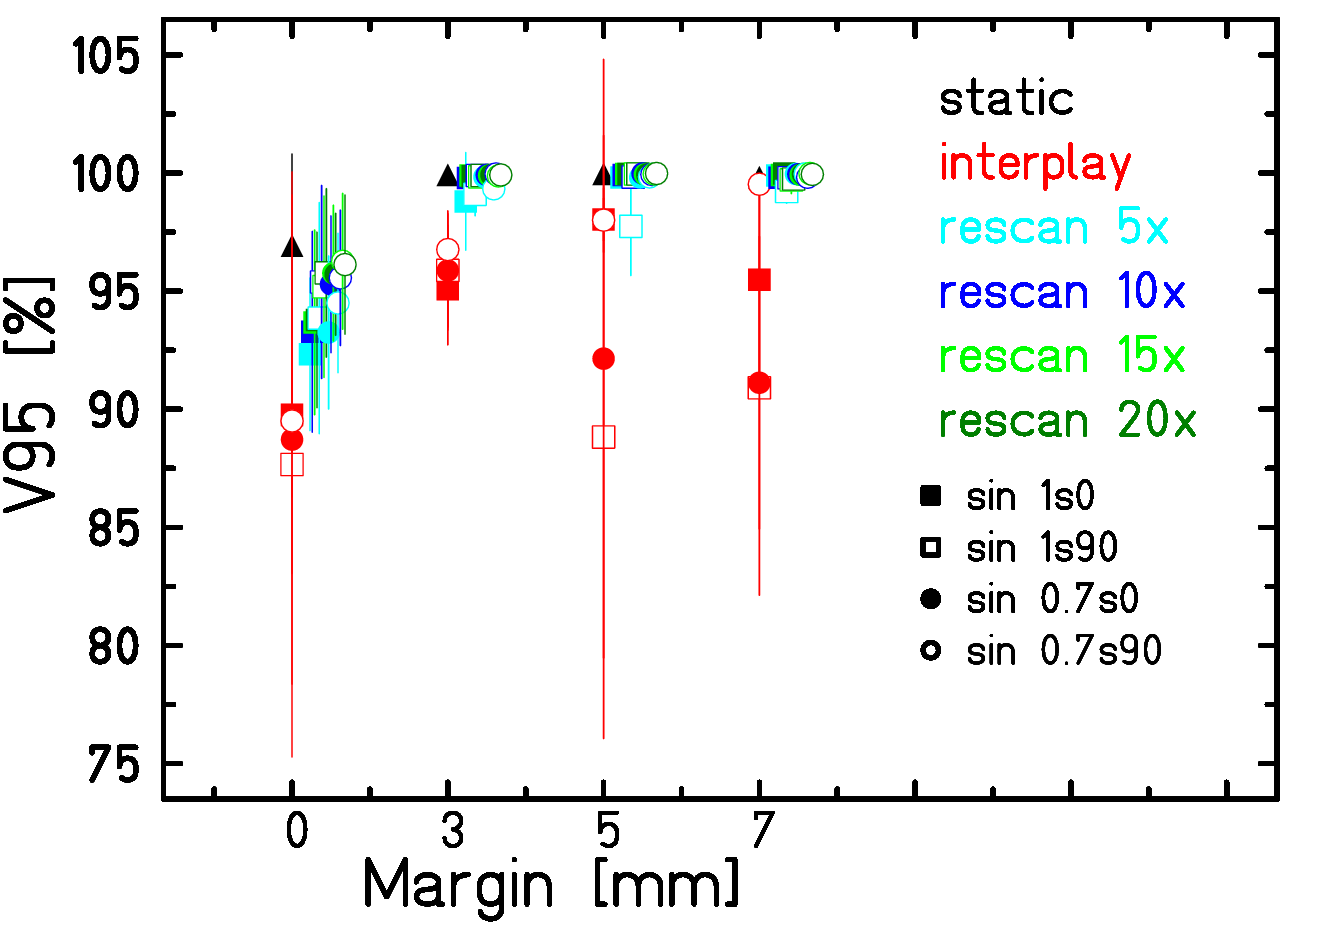 105
100
95
90
85
80
75
V95 [%]
0 3 5 7
Margin [mm]
static
interplay
rescan 5x
rescan 10x
rescan 15x
rescan 20x
sin 1s0
sin 1s90
sin 0.7s0
sin 0.7s90